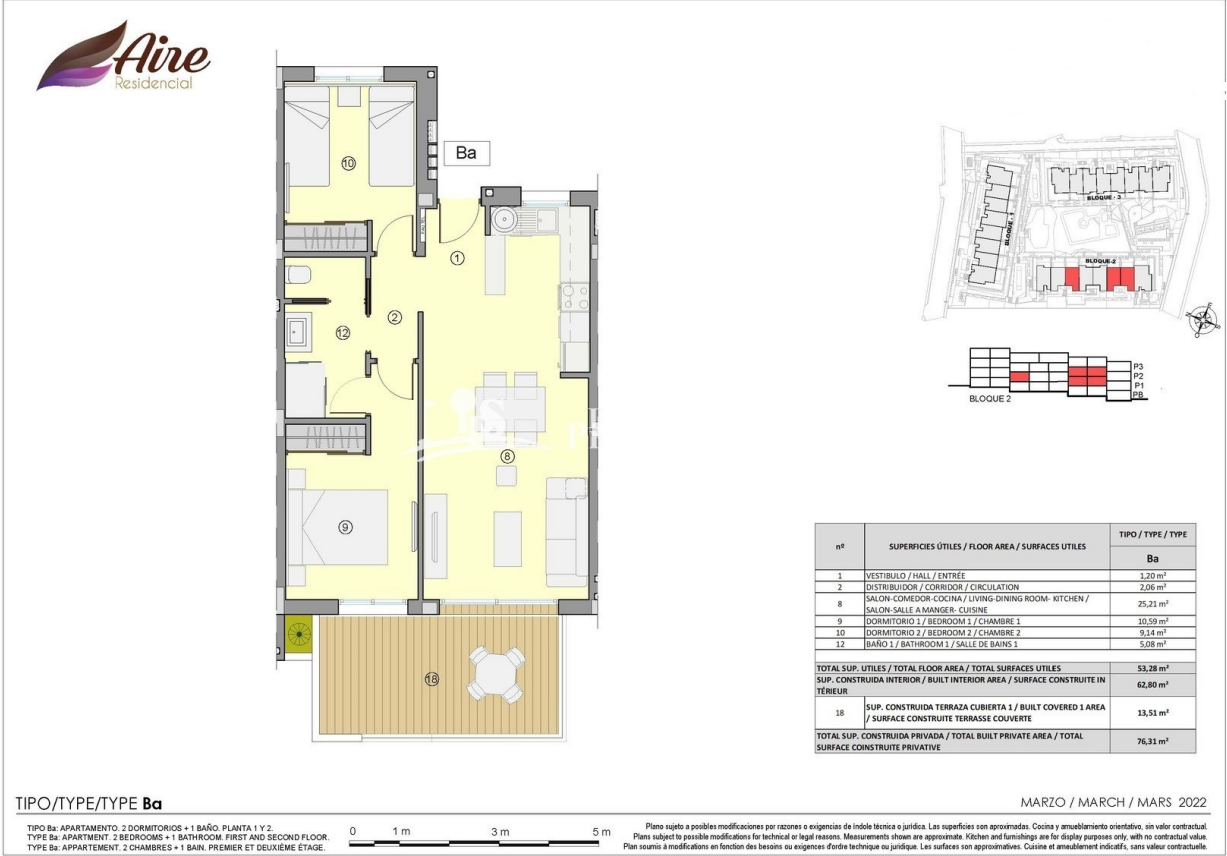 Aire
Residencial
Ba
10
1
2
12
8
9
18
BLOQUE - 1
BLOQUE - 3
BLOQUE-2
P3
P2
P1
PB
BLOQUE 2
nº
SUPERFICIES ÚTILES / FLOOR AREA / SURFACES UTILES
TIPO / TYPE / TYPE
Ba
1 VESTIBULO / HALL / ENTRÉE 1,20 m²
2 DISTRIBUIDOR / CORRIDOR / CIRCULATION 2,06 m²
8 SALON-COMEDOR-COCINA / LIVING-DINING ROOM- KITCHEN /
SALON-SALLE A MANGER- CUISINE 25,21 m²
9 DORMITORIO 1 / BEDROOM 1 / CHAMBRE 1 10,59 m²
10 DORMITORIO 2 / BEDROOM 2 / CHAMBRE 2 9,14 m²
12 BAÑO 1 / BATHROOM 1 / SALLE DE BAINS 1 5,08 m²
TOTAL SUP. UTILES / TOTAL FLOOR AREA / TOTAL SURFACES UTILES 53,28 m²
SUP. CONSTRUIDA INTERIOR / BUILT INTERIOR AREA / SURFACE CONSTRUITE IN
TÉRIEUR 62,80 m²
18 SUP. CONSTRUIDA TERRAZA CUBIERTA 1 / BUILT COVERED 1 AREA
/ SURFACE CONSTRUITE TERRASSE COUVERTE 13,51 m²
TOTAL SUP. CONSTRUIDA PRIVADA / TOTAL BUILT PRIVATE AREA / TOTAL
SURFACE COINSTRUITE PRIVATIVE 76,31 m²
TIPO/TYPE/TYPE Ba
MARZO / MARCH / MARS 2022
TIPO Ba: APARTAMENTO. 2 DORMITORIOS + 1 BAÑO. PLANTA 1 Y 2.
TYPE Ba: APARTMENT. 2 BEDROOMS + 1 BATHROOM. FIRST AND SECOND FLOOR.
TYPE Ba: APPARTEMENT. 2 CHAMBRES + 1 BAIN. PREMIER ET DEUXIÈME ÉTAGE.
0 1 m 3 m 5 m
Plano sujeto a posibles modificaciones por razones o exigencias de índole técnica o jurídica. Las superficies son aproximadas. Cocina y amueblamiento orientativo, sin valor contractual.
Plans subject to possible modifications for technical or legal reasons. Measurements shown are approximate. Kitchen and furnishings are for display purposes only, with no contractual value.
Plan soumis à modifications en fonction des besoins ou exigences d'ordre technique ou juridique. Les surfaces son approximatives. Cuisine et ameublement indicatifs, sans valeur contractuelle.